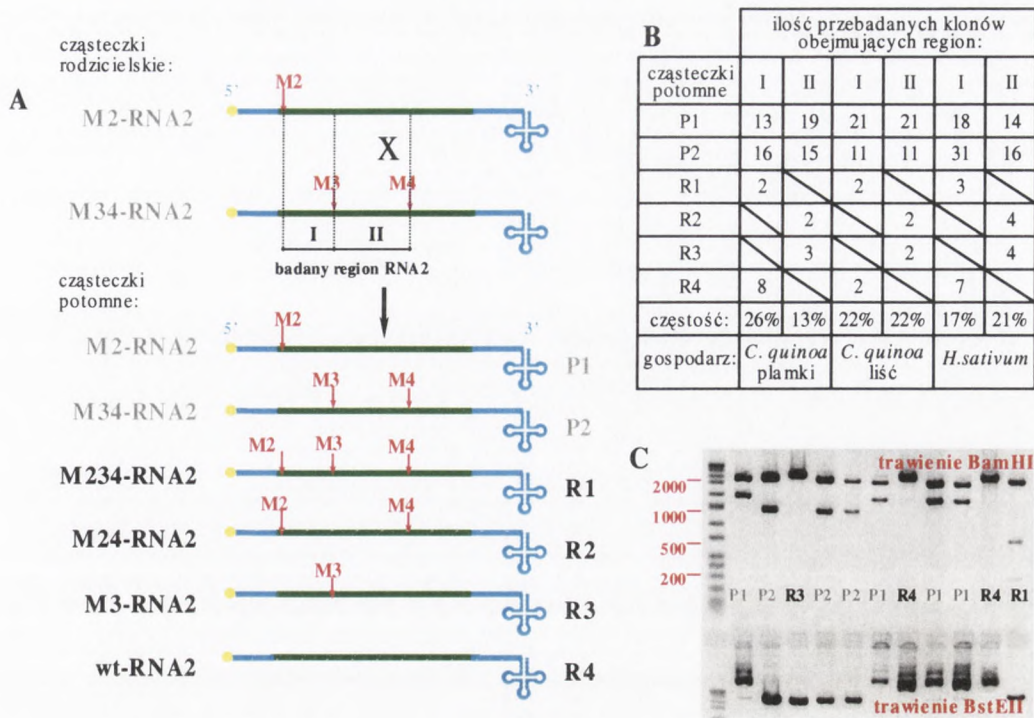 A
cząsteczki
rodzicielskie:
5' 3'
M2
M2-RNA2
X
M3 M4
M34-RNA2
I II
badany region RNA2
cząsteczki
potomne:
5' 3'
M2
M2-RNA2
P1
M3 M4
M34-RNA2
P2
M2 M3 M4
M234-RNA2
R1
M2 M4
M24-RNA2
R2
M3
M3-RNA2
R3
wt-RNA2
R4
B
ilość przebadanych klonów
obejmujących region:
cząsteczki
potomne
I II I II I II
P1 13 19 21 21 18 14
P2 16 15 11 11 31 16
R1 2 2 3
R2 2 2 4
R3 3 2 4
R4 8 2 7
częstość: 26% 13% 22% 22% 17% 21%
gospodarz: C. quinoa plamki C. quinoa liść H.sativum
C
trawienie BamHI
2000
1000
500
200
P1 P2 R3 P2 P2 P1 R4 P1 P1 R4 R1
trawienie BstEII